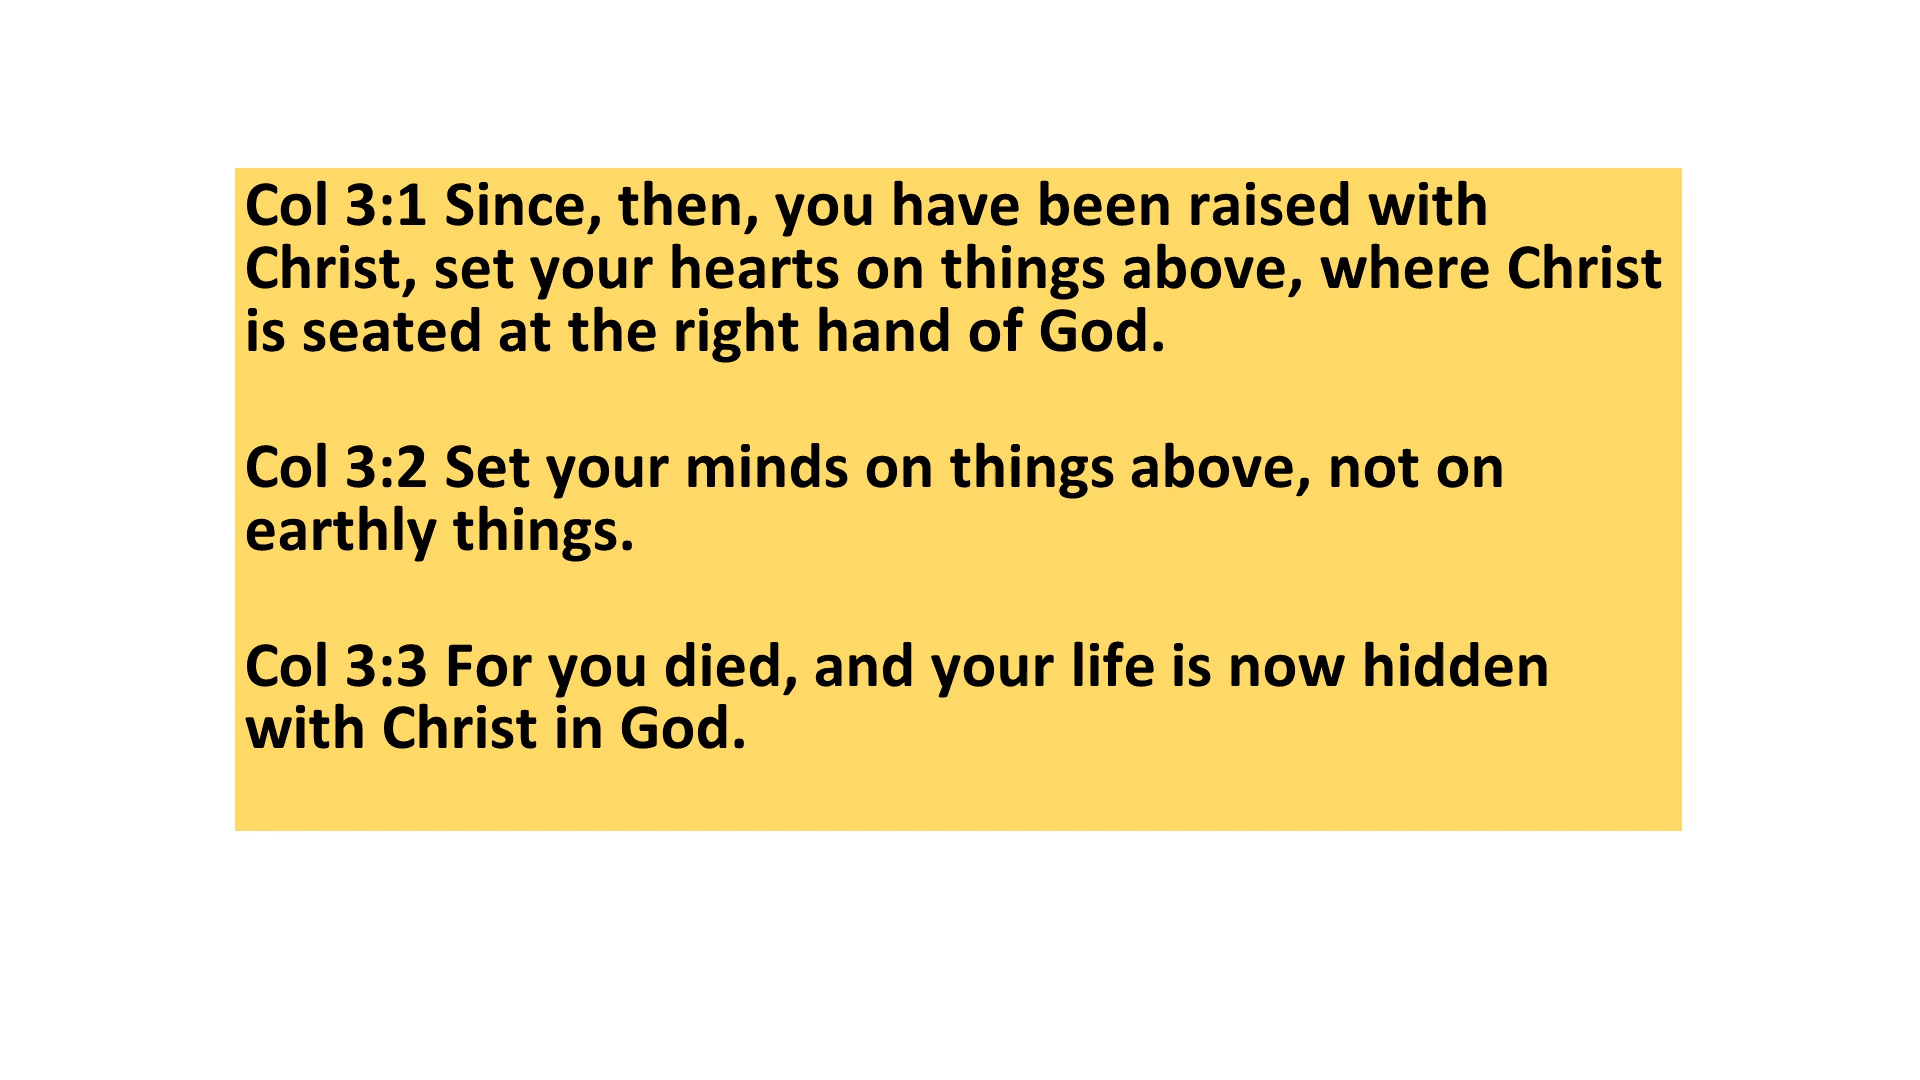 Col 3:1 Since, then, you have been raised with
Christ, set your hearts on things above, where Christ
is seated at the right hand of God.
Col 3:2 Set your minds on things above, not on
earthly things.
Col 3:3 For you died, and your life is now hidden
with Christ in God.